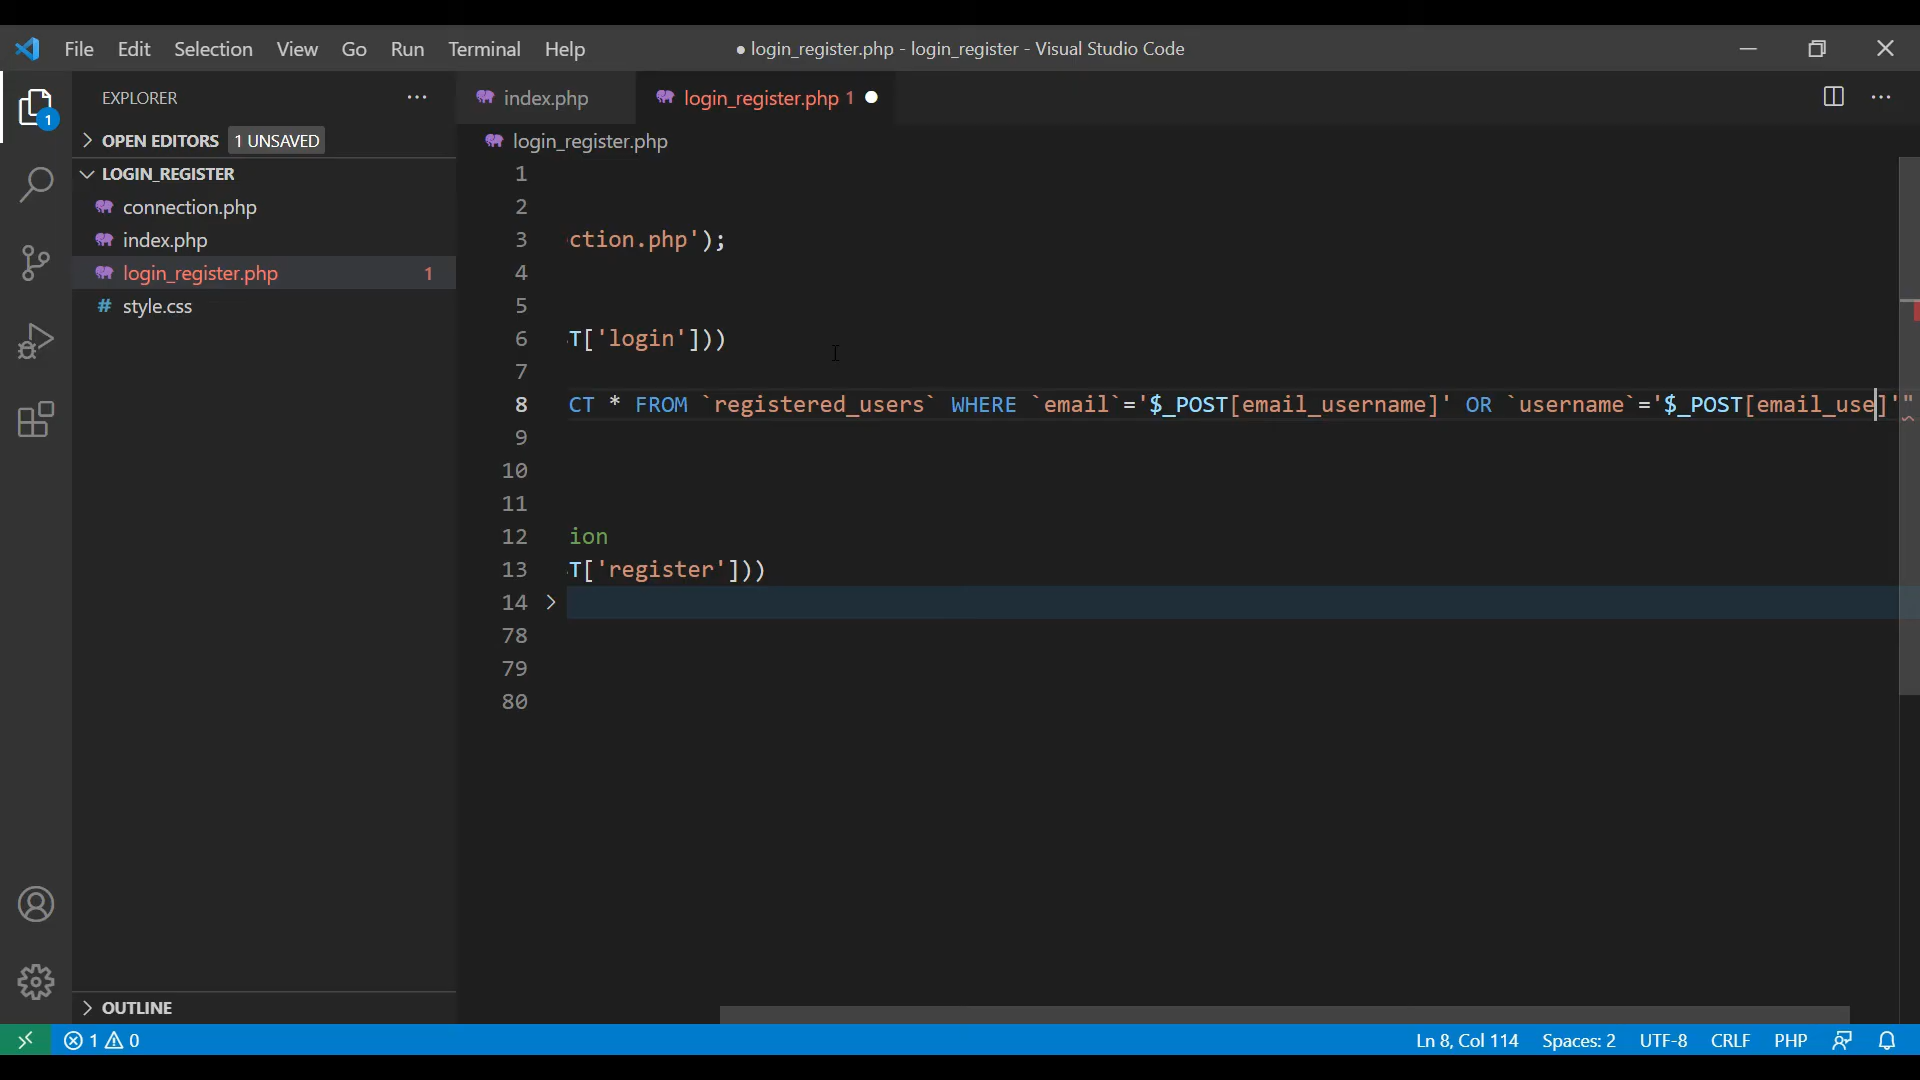 File Edit Selection View Go Run Terminal Help
● login_register.php - login_register - Visual Studio Code
EXPLORER
index.php
login_register.php 1
OPEN EDITORS 1 UNSAVED
login_register.php
LOGIN_REGISTER
connection.php
index.php
login_register.php 1
# style.css
1
1
2
3 ction.php');
4
5
6 T['login']))
7
8 CT * FROM `registered_users` WHERE `email`='$_POST[email_username]' OR `username`='$_POST[email_use]'"
9
10
11
12 ion
13 T['register']))
14
78
79
80
OUTLINE
1 0
Ln 8, Col 114 Spaces: 2 UTF-8 CRLF PHP